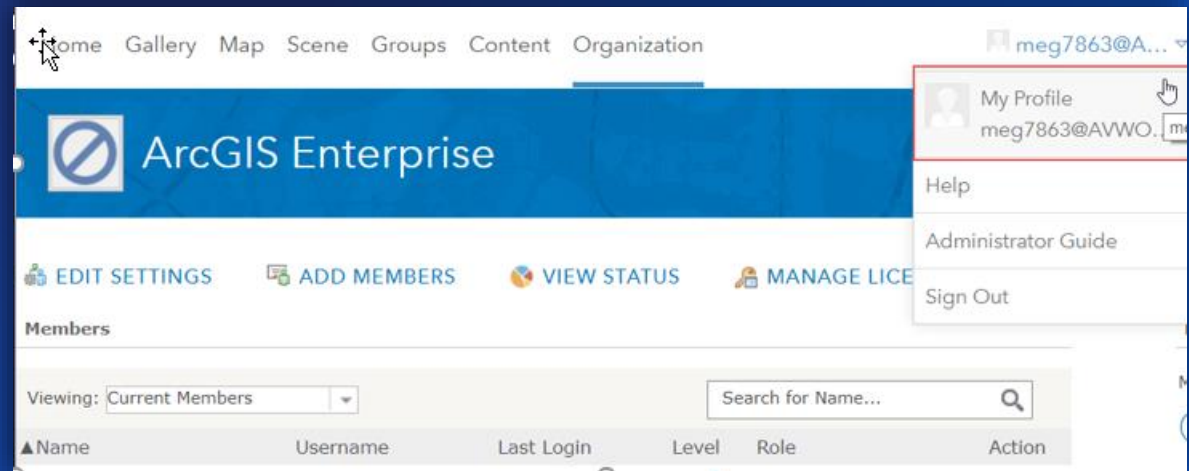 Home Gallery Map Scene Groups Content Organization meg7863@A...
My Profile
meg7863@AVWO..
ArcGIS Enterprise
Help
Administrator Guide
EDIT SETTINGS ADD MEMBERS VIEW STATUS MANAGE LICE
Sign Out
Members
Viewing: Current Members Search for Name...
Name Username Last Login Level Role Action